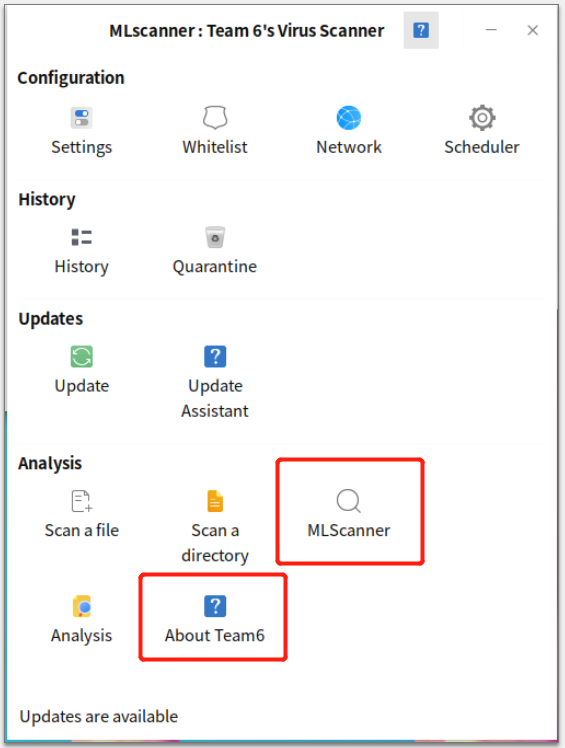 MLscanner : Team 6's Virus Scanner
Configuration
Settings Whitelist Network Scheduler
History
History Quarantine
Updates
Update Update
Assistant
Analysis
Scan a file Scan a MLScanner
directory
Analysis About Team6
Updates are available